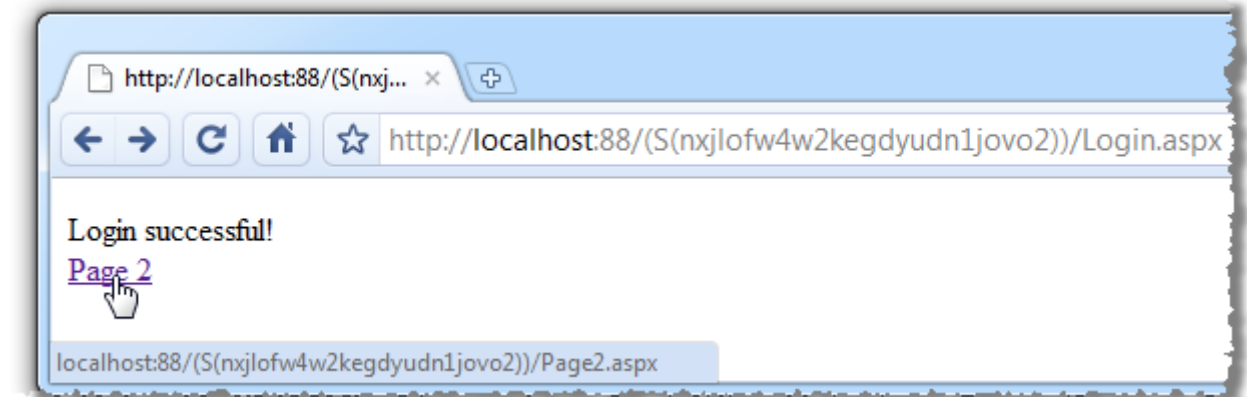 http://localhost:88/(S(nxj...
http://localhost:88/(S(nxjlofw4w2kegdyudn1jovo2))/Login.aspx
Login successful!
Page 2
localhost:88/(S(nxjlofw4w2kegdyudn1jovo2))/Page2.aspx